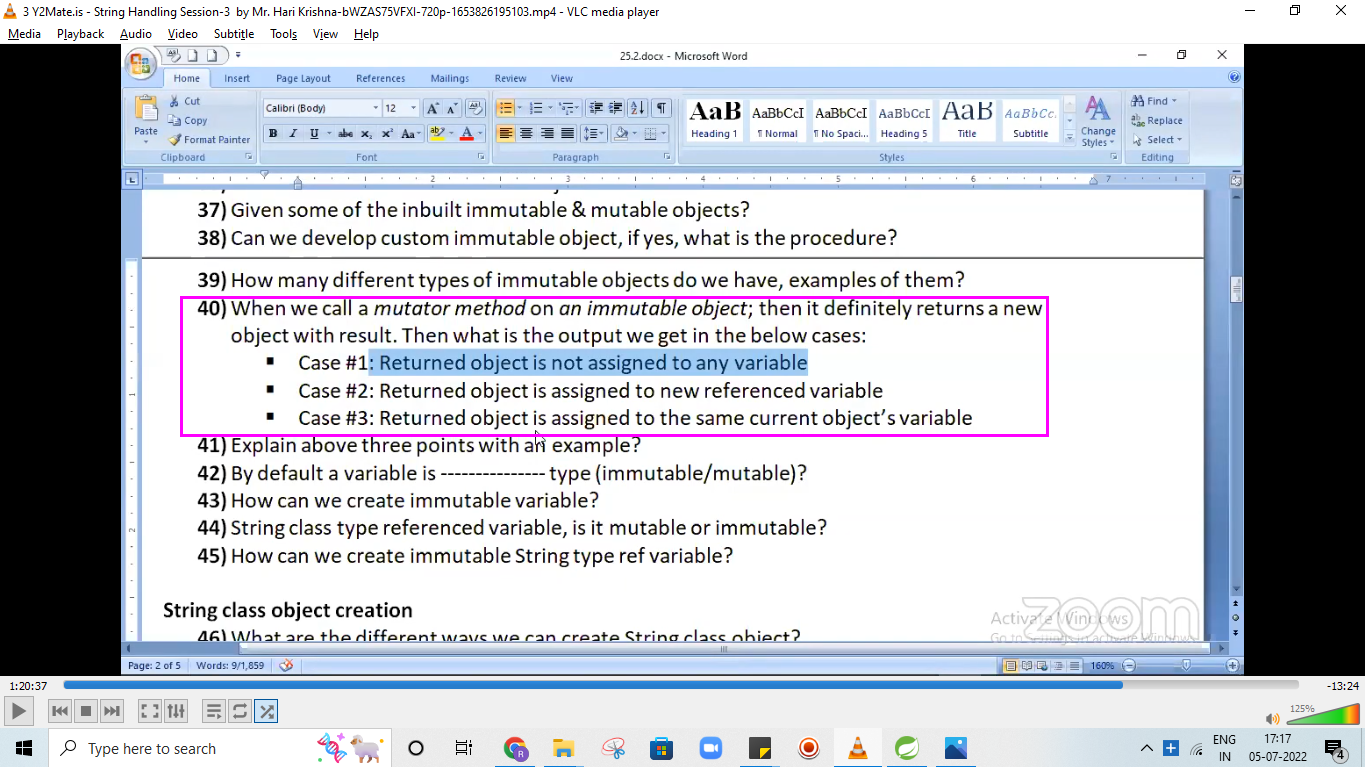 3 Y2Mate.is - String Handling Session-3 by Mr. Hari Krishna-bWZAS75VFXI-720p-1653826195103.mp4 - VLC media player
Media Playback Audio Video Subtitle Tools View Help
25.2.docx - Microsoft Word
Home Insert Page Layout References Mailings Review View
Paste
Cut
Copy
Format Painter
Clipboard
Calibri (Body) 12
B I U abc x₂ x² Aa
Font
Paragraph
AaB AaBbCcI AaBbCcI AaBbCcI AaB AaBbCc.
Heading 1 ¶ Normal ¶ No Spaci... Heading 5 Title Subtitle
Change Styles
Styles
Find
Replace
Select
Editing
2 3 4 5 6 7
37) Given some of the inbuilt immutable & mutable objects?
38) Can we develop custom immutable object, if yes, what is the procedure?
39) How many different types of immutable objects do we have, examples of them?
40) When we call a mutator method on an immutable object; then it definitely returns a new
object with result. Then what is the output we get in the below cases:
▪ Case #1: Returned object is not assigned to any variable
▪ Case #2: Returned object is assigned to new referenced variable
▪ Case #3: Returned object is assigned to the same current object’s variable
41) Explain above three points with an example?
42) By default a variable is --------------- type (immutable/mutable)?
43) How can we create immutable variable?
44) String class type referenced variable, is it mutable or immutable?
45) How can we create immutable String type ref variable?
String class object creation
46) What are the different ways we can create String class object?
Activate Windows
zoom
Page: 2 of 5 Words: 9/1,859 160%
1:20:37 -13:24
125%
Type here to search
ENG
IN
17:17
05-07-2022
4